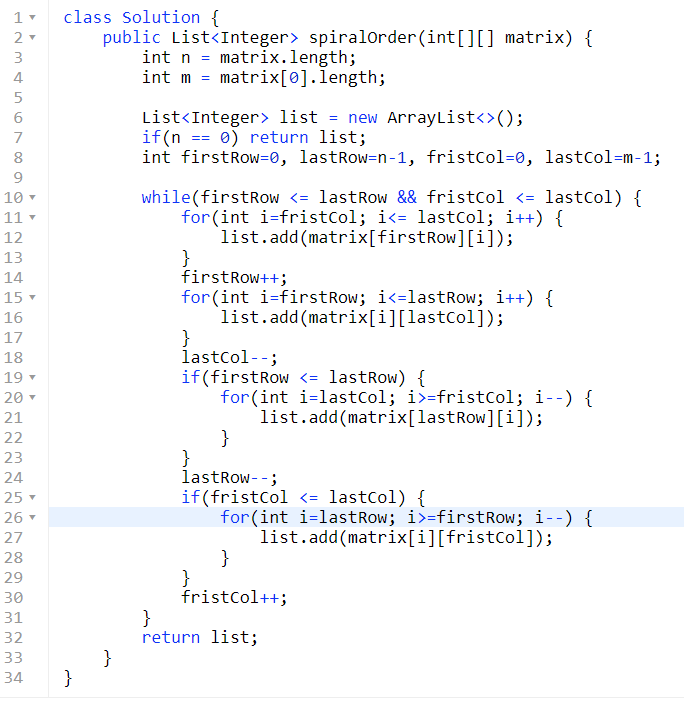 1 class Solution {
2 public List<Integer> spiralOrder(int[][] matrix) {
3 int n = matrix.length;
4 int m = matrix[0].length;
5
6 List<Integer> list = new ArrayList<>();
7 if(n == 0) return list;
8 int firstRow=0, lastRow=n-1, fristCol=0, lastCol=m-1;
9
10 while(firstRow <= lastRow && fristCol <= lastCol) {
11 for(int i=fristCol; i<= lastCol; i++) {
12 list.add(matrix[firstRow][i]);
13 }
14 firstRow++;
15 for(int i=firstRow; i<=lastRow; i++) {
16 list.add(matrix[i][lastCol]);
17 }
18 lastCol--;
19 if(firstRow <= lastRow) {
20 for(int i=lastCol; i>=fristCol; i--) {
21 list.add(matrix[lastRow][i]);
22 }
23 }
24 lastRow--;
25 if(fristCol <= lastCol) {
26 for(int i=lastRow; i>=firstRow; i--) {
27 list.add(matrix[i][fristCol]);
28 }
29 }
30 fristCol++;
31 }
32 return list;
33 }
34 }